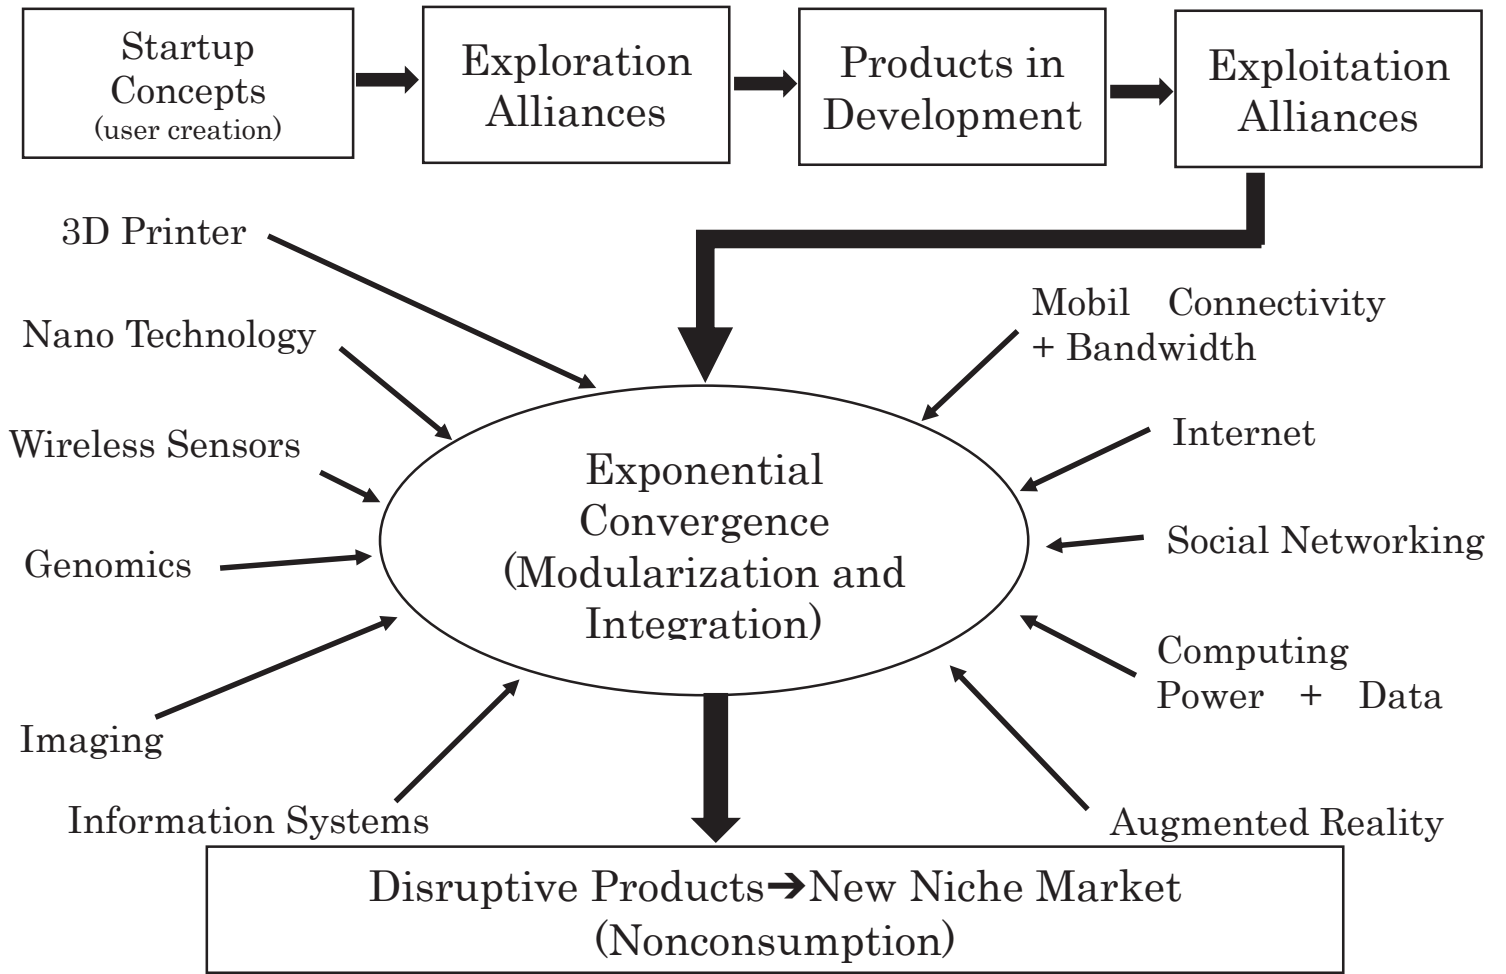 Startup
Concepts
(user creation)
Exploration
Alliances
Products in
Development
Exploitation
Alliances
3D Printer
Nano Technology
Wireless Sensors
Genomics
Imaging
Information Systems
Mobil Connectivity
+ Bandwidth
Internet
Social Networking
Computing
Power + Data
Augmented Reality
Exponential
Convergence
(Modularization and
Integration)
Disruptive Products➔New Niche Market
(Nonconsumption)